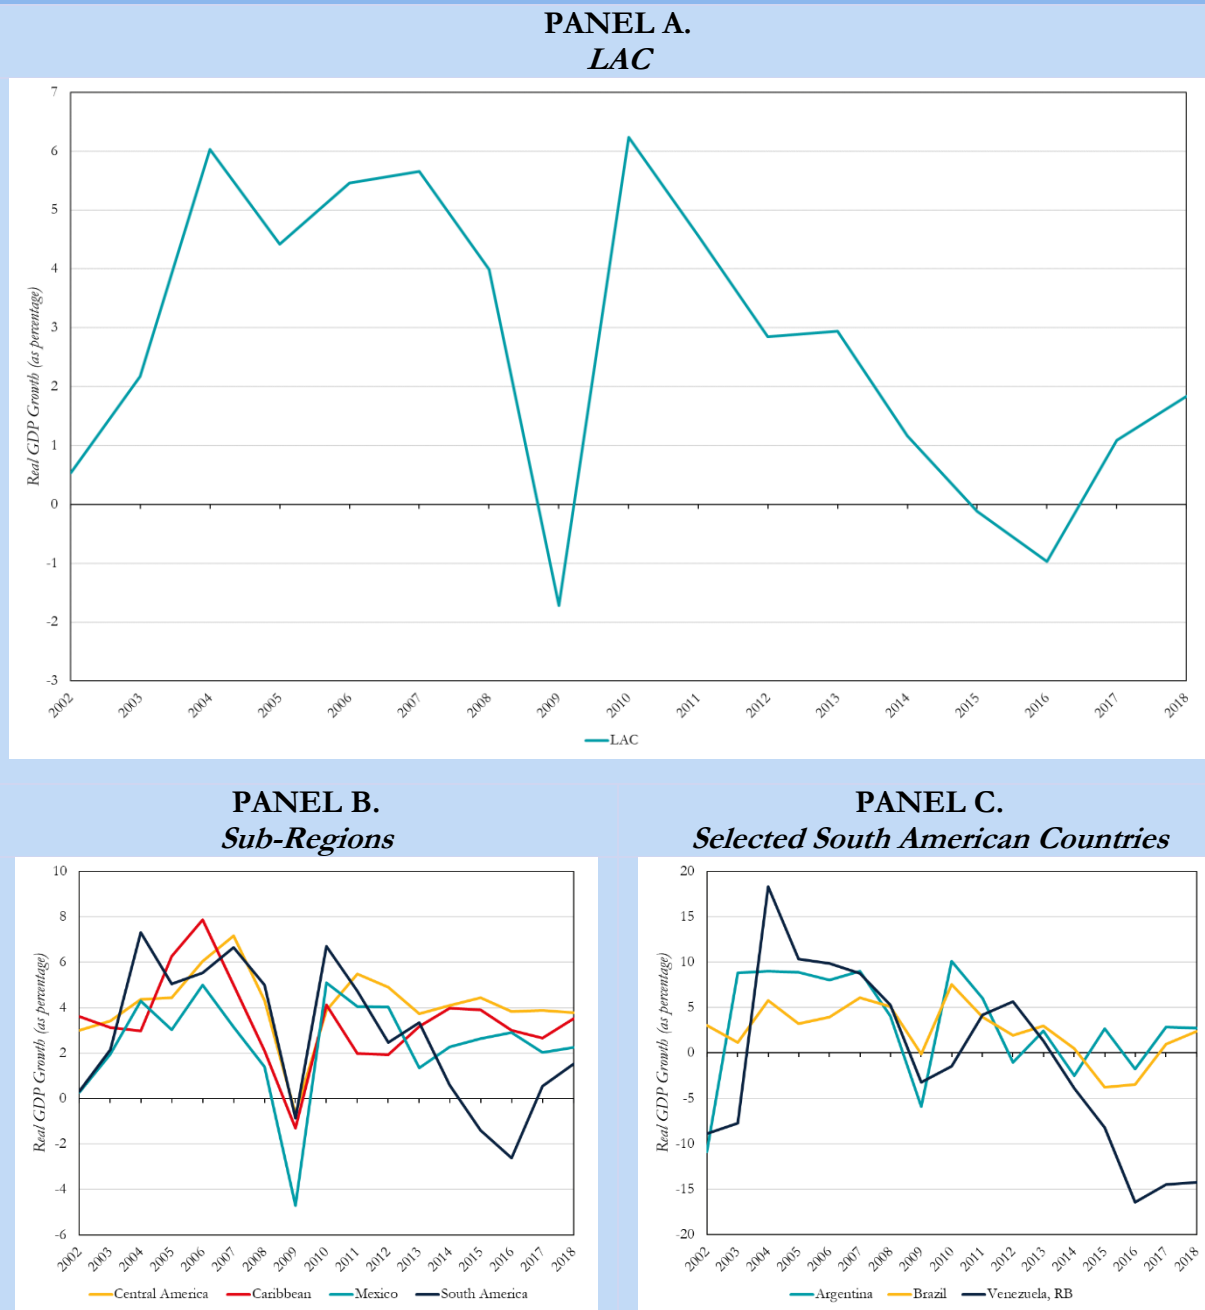 PANEL A.
LAC
Real GDP Growth (as percentage)
7
6
5
4
3
2
1
0
-1
-2
-3
2002 2003 2004 2005 2006 2007 2008 2009 2010 2011 2012 2013 2014 2015 2016 2017 2018
LAC
PANEL B.
Sub-Regions
Real GDP Growth (as percentage)
10
8
6
4
2
0
-2
-4
-6
2002 2003 2004 2005 2006 2007 2008 2009 2010 2011 2012 2013 2014 2015 2016 2017 2018
Central America Caribbean Mexico South America
PANEL C.
Selected South American Countries
Real GDP Growth (as percentage)
20
15
10
5
0
-5
-10
-15
-20
2002 2003 2004 2005 2006 2007 2008 2009 2010 2011 2012 2013 2014 2015 2016 2017 2018
Argentina Brazil Venezuela, RB